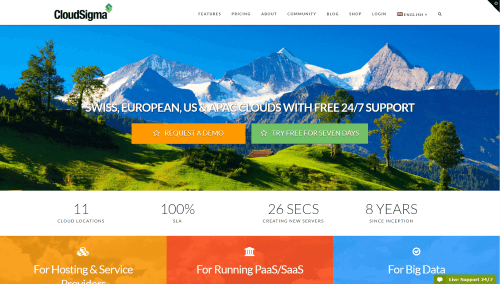 CloudSigma
FEATURES PRICING ABOUT COMMUNITY BLOG SHOP LOGIN ENGLISH
SWISS, EUROPEAN, US & APAC CLOUDS WITH FREE 24/7 SUPPORT
REQUEST A DEMO TRY FREE FOR SEVEN DAYS
11 100% 26 SECS 8 YEARS
CLOUD LOCATIONS SLA CREATING NEW SERVERS SINCE INCEPTION
For Hosting & Service For Running PaaS/SaaS For Big Data
Providers
Live Support 24/7